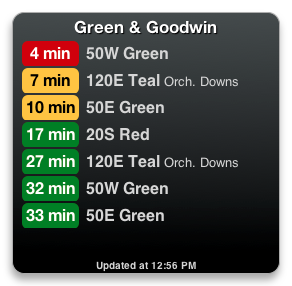 Green & Goodwin
4 min 50W Green
7 min 120E Teal Orch. Downs
10 min 50E Green
17 min 20S Red
27 min 120E Teal Orch. Downs
32 min 50W Green
33 min 50E Green
Updated at 12:56 PM